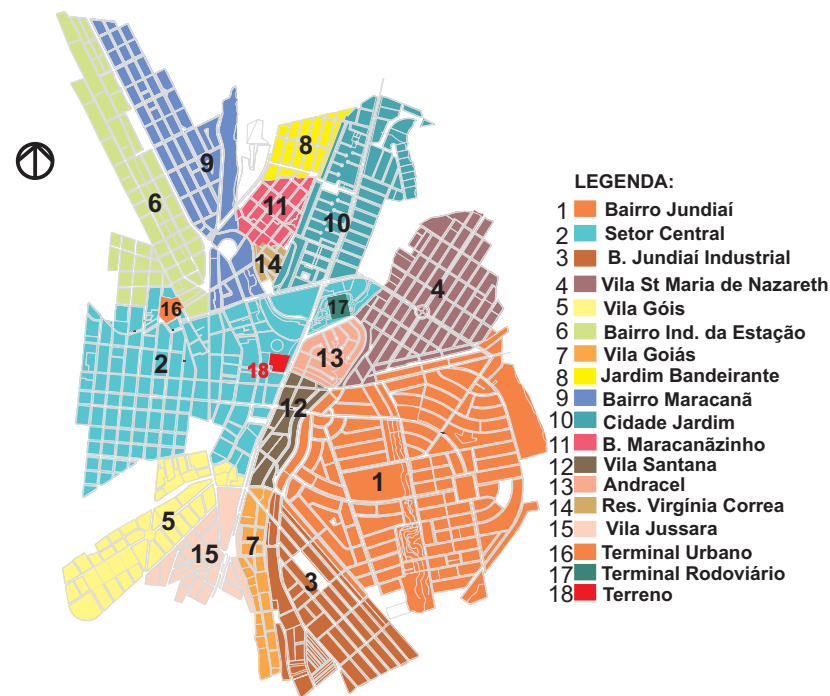 8
9
11
6
10
14
4
17
16
13
2
18
12
1
5
15
7
3
LEGENDA:
1 Bairro Jundiaí
2 Setor Central
3 B. Jundiaí Industrial
4 Vila St Maria de Nazareth
5 Vila Góis
6 Bairro Ind. da Estação
7 Vila Goiás
8 Jardim Bandeirante
9 Bairro Maracanã
10 Cidade Jardim
11 B. Maracanãzinho
12 Vila Santana
13 Andracel
14 Res. Virgínia Correa
15 Vila Jussara
16 Terminal Urbano
17 Terminal Rodoviário
18 Terreno